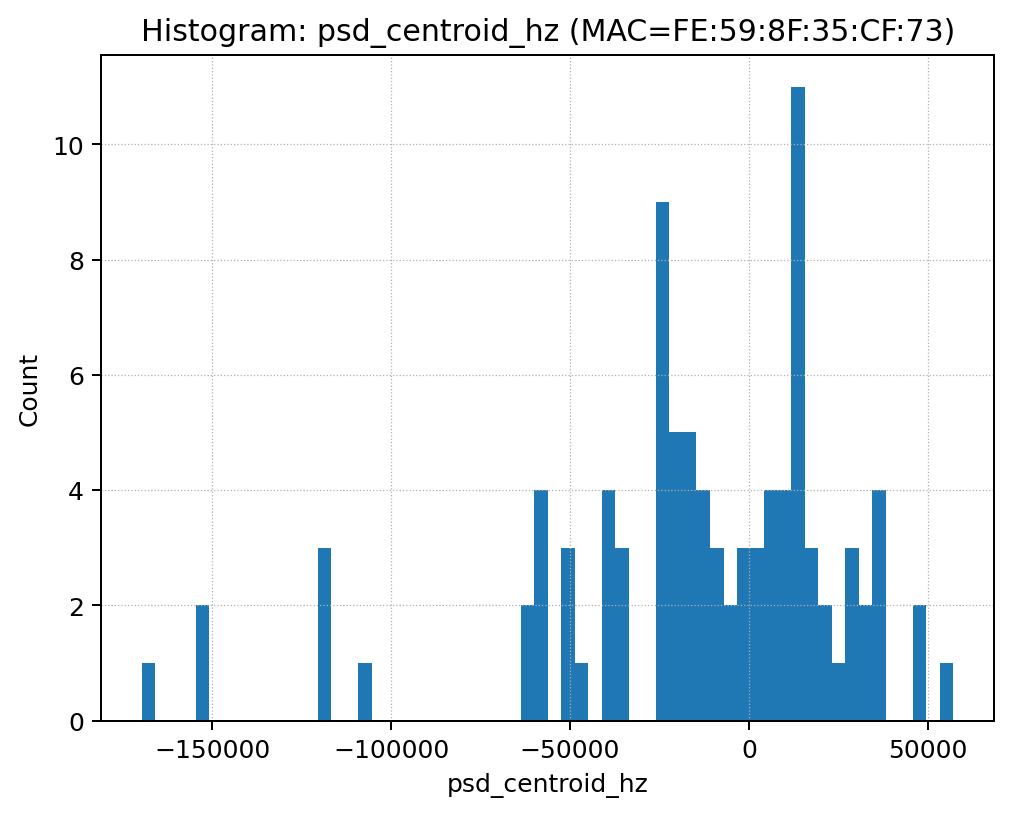 Histogram: psd_centroid_hz (MAC=FE:59:8F:35:CF:73)
10
8
6
4
2
0
Count
−150000 −100000 −50000 0 50000
psd_centroid_hz